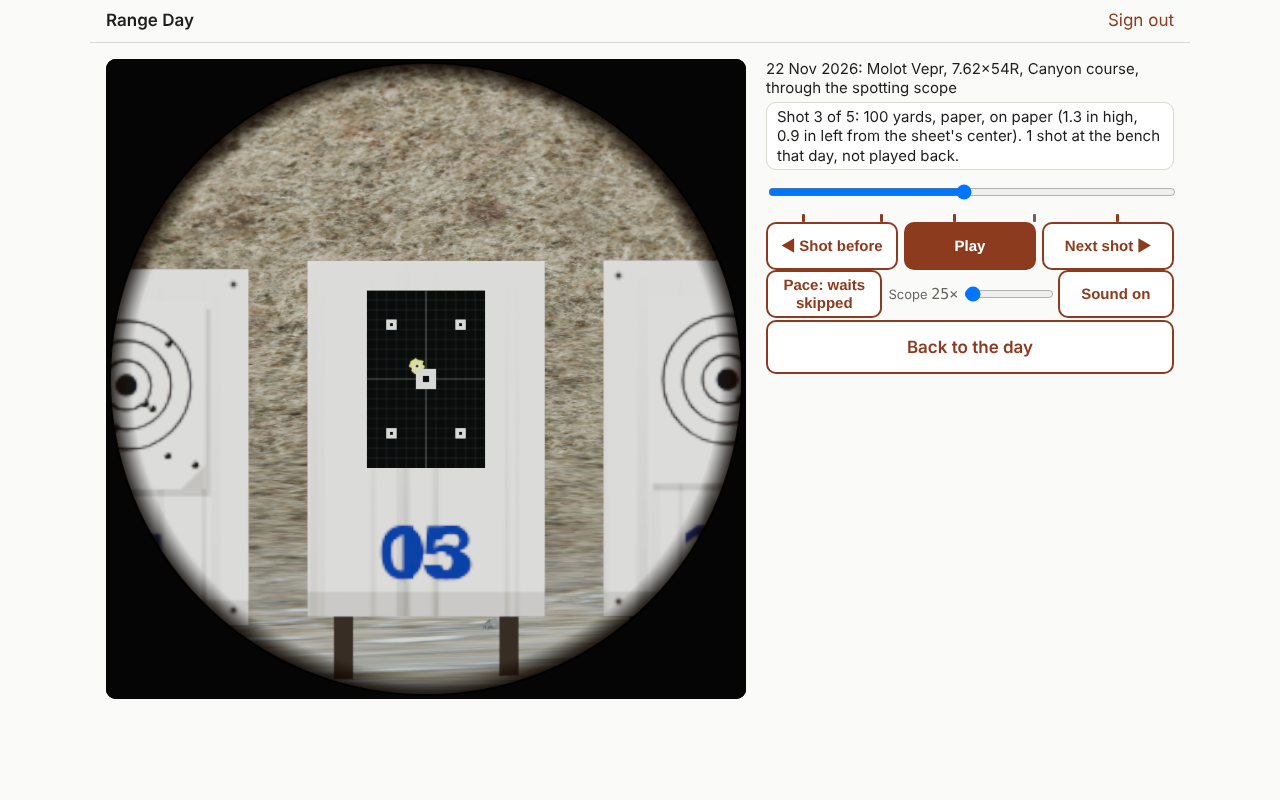 Range Day
Sign out
22 Nov 2026: Molot Vepr, 7.62×54R, Canyon course,
through the spotting scope
Shot 3 of 5: 100 yards, paper, on paper (1.3 in high,
0.9 in left from the sheet's center). 1 shot at the bench
that day, not played back.
◀ Shot before
Play
Next shot ▶
Pace: waits
skipped
Scope 25×
Sound on
Back to the day
03